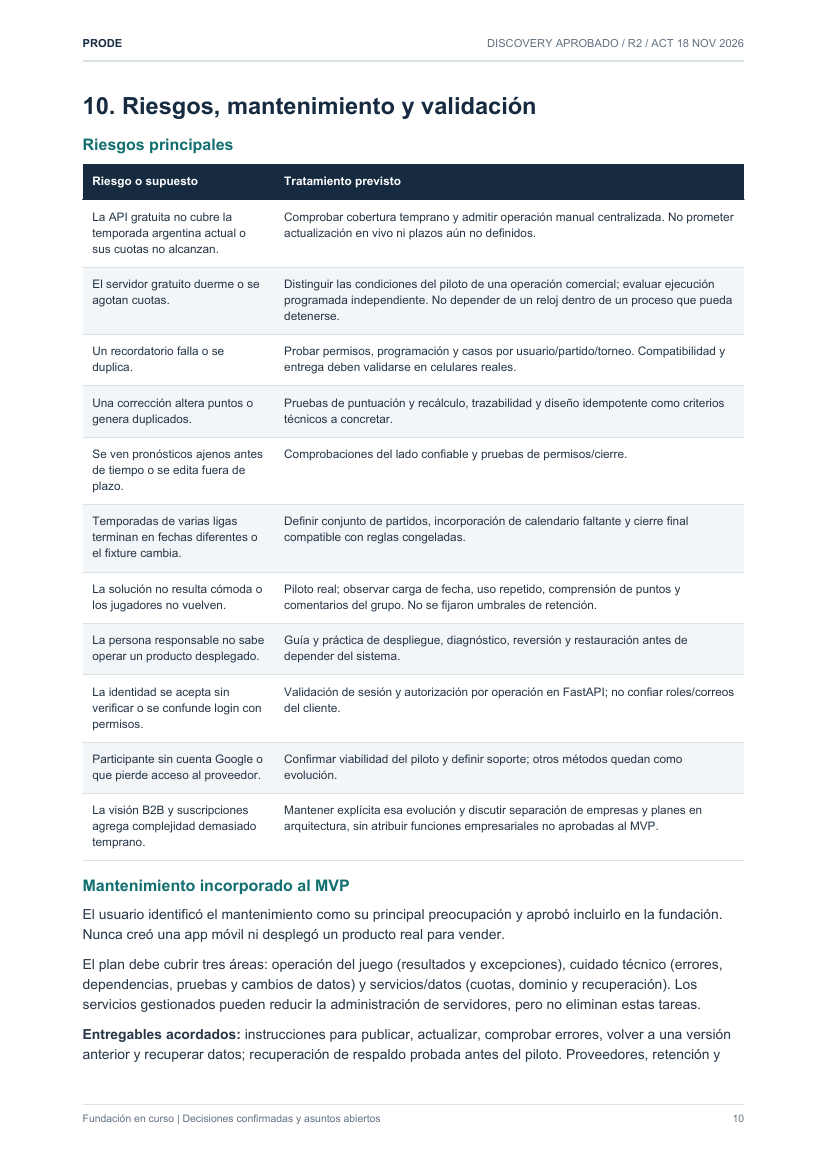 PRODE
DISCOVERY APROBADO / R2 / ACT 18 NOV 2026
10. Riesgos, mantenimiento y validación
Riesgos principales
Riesgo o supuesto
Tratamiento previsto
La API gratuita no cubre la
temporada argentina actual o
sus cuotas no alcanzan.
Comprobar cobertura temprano y admitir operación manual centralizada. No prometer
actualización en vivo ni plazos aún no definidos.
El servidor gratuito duerme o se
agotan cuotas.
Distinguir las condiciones del piloto de una operación comercial; evaluar ejecución
programada independiente. No depender de un reloj dentro de un proceso que pueda
detenerse.
Un recordatorio falla o se
duplica.
Probar permisos, programación y casos por usuario/partido/torneo. Compatibilidad y
entrega deben validarse en celulares reales.
Una corrección altera puntos o
genera duplicados.
Pruebas de puntuación y recálculo, trazabilidad y diseño idempotente como criterios
técnicos a concretar.
Se ven pronósticos ajenos antes
de tiempo o se edita fuera de
plazo.
Comprobaciones del lado confiable y pruebas de permisos/cierre.
Temporadas de varias ligas
terminan en fechas diferentes o
el fixture cambia.
Definir conjunto de partidos, incorporación de calendario faltante y cierre final
compatible con reglas congeladas.
La solución no resulta cómoda o
los jugadores no vuelven.
Piloto real; observar carga de fecha, uso repetido, comprensión de puntos y
comentarios del grupo. No se fijaron umbrales de retención.
La persona responsable no sabe
operar un producto desplegado.
Guía y práctica de despliegue, diagnóstico, reversión y restauración antes de
depender del sistema.
La identidad se acepta sin
verificar o se confunde login con
permisos.
Validación de sesión y autorización por operación en FastAPI; no confiar roles/correos
del cliente.
Participante sin cuenta Google o
que pierde acceso al proveedor.
Confirmar viabilidad del piloto y definir soporte; otros métodos quedan como
evolución.
La visión B2B y suscripciones
agrega complejidad demasiado
temprano.
Mantener explícita esa evolución y discutir separación de empresas y planes en
arquitectura, sin atribuir funciones empresariales no aprobadas al MVP.
Mantenimiento incorporado al MVP
El usuario identificó el mantenimiento como su principal preocupación y aprobó incluirlo en la fundación.
Nunca creó una app móvil ni desplegó un producto real para vender.
El plan debe cubrir tres áreas: operación del juego (resultados y excepciones), cuidado técnico (errores,
dependencias, pruebas y cambios de datos) y servicios/datos (cuotas, dominio y recuperación). Los
servicios gestionados pueden reducir la administración de servidores, pero no eliminan estas tareas.
Entregables acordados: instrucciones para publicar, actualizar, comprobar errores, volver a una versión
anterior y recuperar datos; recuperación de respaldo probada antes del piloto. Proveedores, retención y
Fundación en curso | Decisiones confirmadas y asuntos abiertos
10